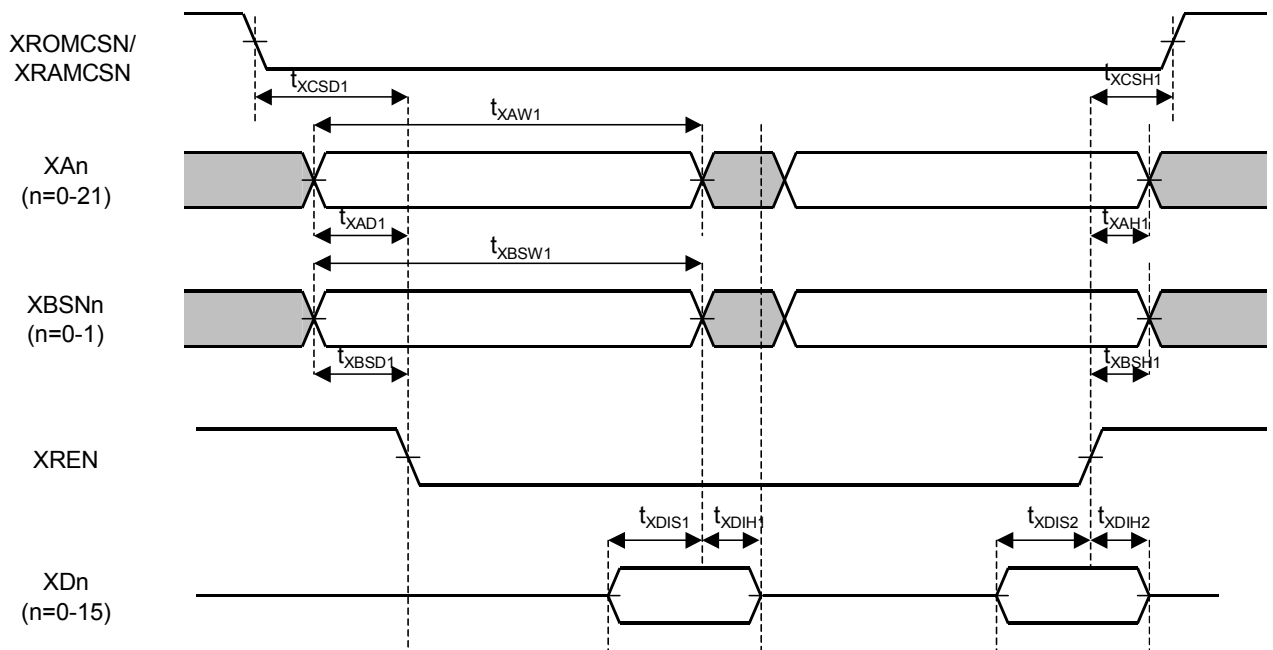 XROMCSN/
XRAMCSN
tXCSD1
tXCSH1
tXAW1
XAn
(n=0-21)
tXAD1
tXAH1
tXBSW1
XBSNn
(n=0-1)
tXBSD1
tXBSH1
XREN
tXDIS1
tXDIH1
tXDIS2
tXDIH2
XDn
(n=0-15)